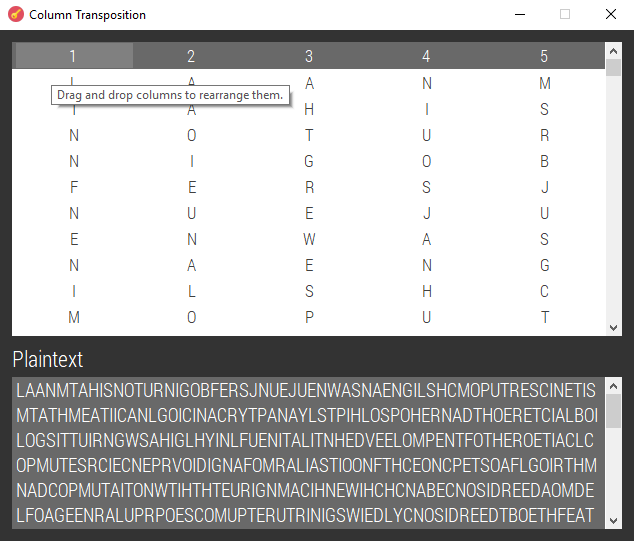 Column Transposition
1 2 3 4 5
L A A N M
Drag and drop columns to rearrange them.
T A H I S
N O T U R
N I G O B
F E R S J
N U E J U
E N W A S
N A E N G
I L S H C
M O P U T
Plaintext
LAANMTAHISNOTURNIGOBFERSJNUEJUENWASNAENGILSHCMOPUTRESCINETIS
MTATHMEATIICANLGOICINACRYTPANAYLSTPIHLOSPOHERNADTHOERETCIALBOI
LOGSITTUIRNGWSAHIGLHYINLFUENITALITNHEDVEELOMPENTFOTHEROETIACLC
OPMUTESRCIECNEPRVOIDIGNAFOMRALIASTIOONFTHCEONCPETSOAFLGOIRTHM
NADCOPMUTAITONWTIHTHTEURIGNMACIHNEWIHCHCNABECNOSIDREEDAOMDE
LFOAGEENRALUPRPOESCOMUPTERUTRINIGSWIEDLYCNOSIDREEDTBOETHFEAT